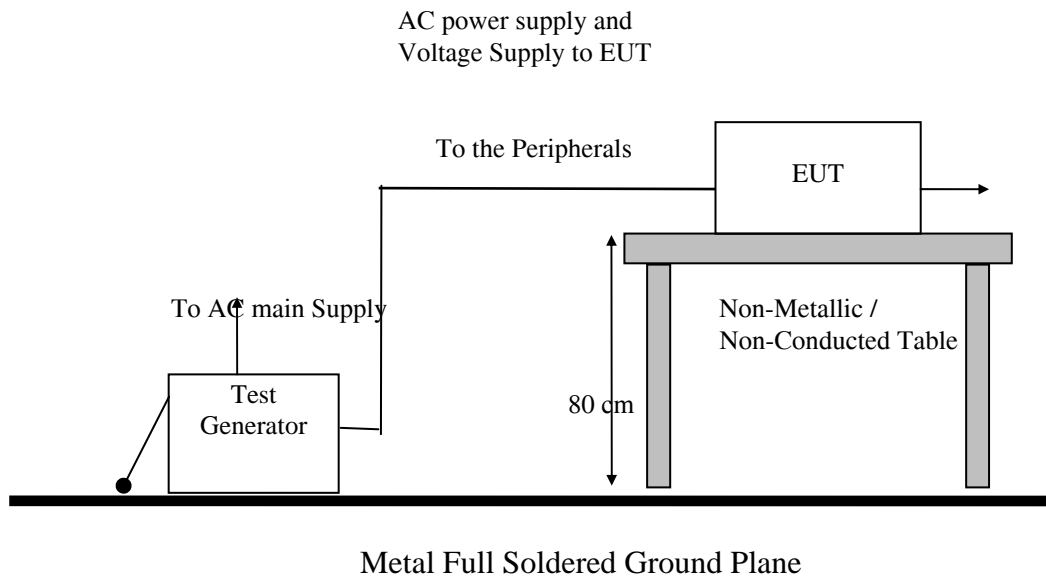 AC power supply and
Voltage Supply to EUT
To the Peripherals
EUT
To AC main Supply
Non-Metallic /
Non-Conducted Table
Test
Generator
80 cm
Metal Full Soldered Ground Plane